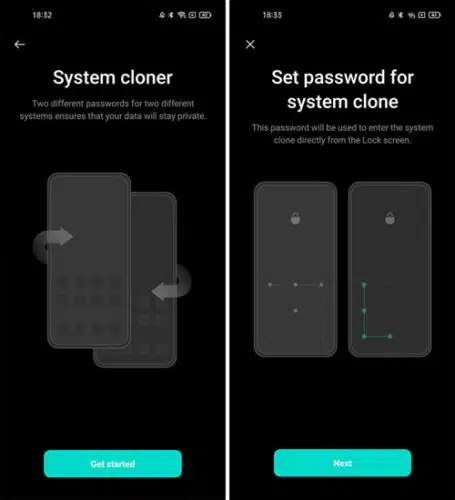 18:32
42
System cloner
Two different passwords for two different
systems ensures that your data will stay private.
Get started
18:33
42
Set password for
system clone
This password will be used to enter the system
clone directly from the Lock screen.
Next